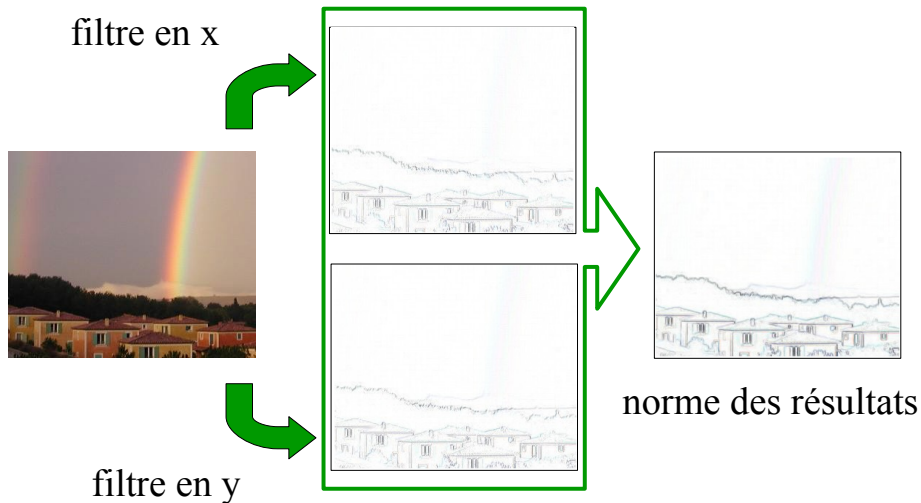 filtre en x
norme des résultats
filtre en y